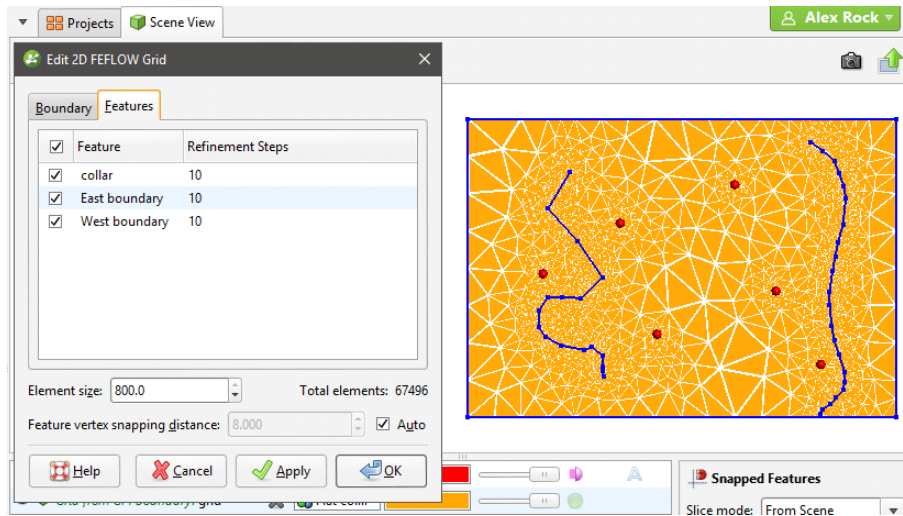 Projects
Scene View
Alex Rock
Edit 2D FEFLOW Grid
Boundary
Features
Feature
Refinement Steps
collar 10
East boundary 10
West boundary 10
Element size: 800.0
Total elements: 67496
Feature vertex snapping distance: 8.000
Auto
Help
Cancel
Apply
OK
A
Snapped Features
Slice mode: From Scene